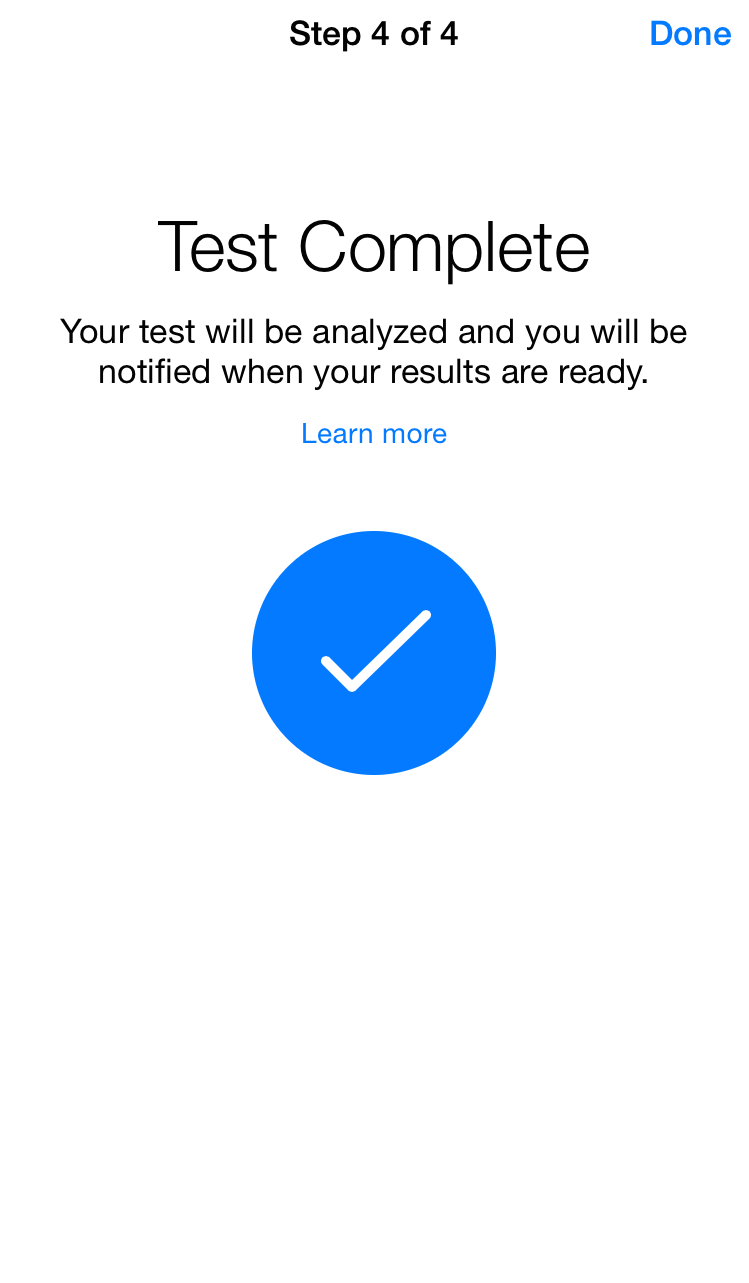 Step 4 of 4
Done
Test Complete
Your test will be analyzed and you will be
notified when your results are ready.
Learn more